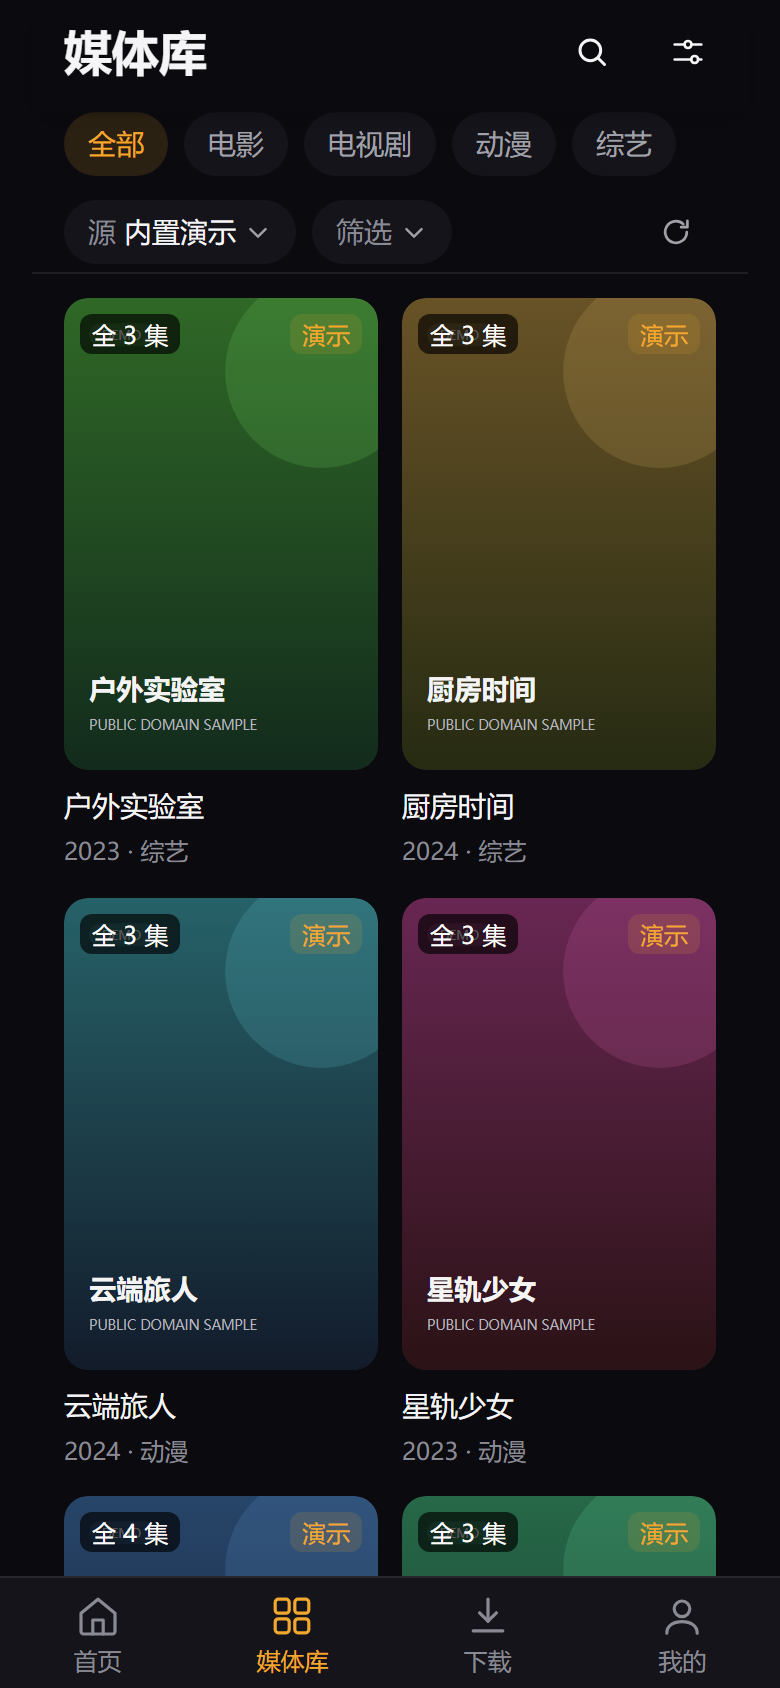 媒体库
全部 电影 电视剧 动漫 综艺
源 内置演示 筛选
全 3 集 演示
全 3 集 演示
户外实验室
PUBLIC DOMAIN SAMPLE
厨房时间
PUBLIC DOMAIN SAMPLE
户外实验室
2023 · 综艺
厨房时间
2024 · 综艺
全 3 集 演示
全 3 集 演示
云端旅人
PUBLIC DOMAIN SAMPLE
星轨少女
PUBLIC DOMAIN SAMPLE
云端旅人
2024 · 动漫
星轨少女
2023 · 动漫
全 4 集 演示
全 3 集 演示
首页 媒体库 下载 我的